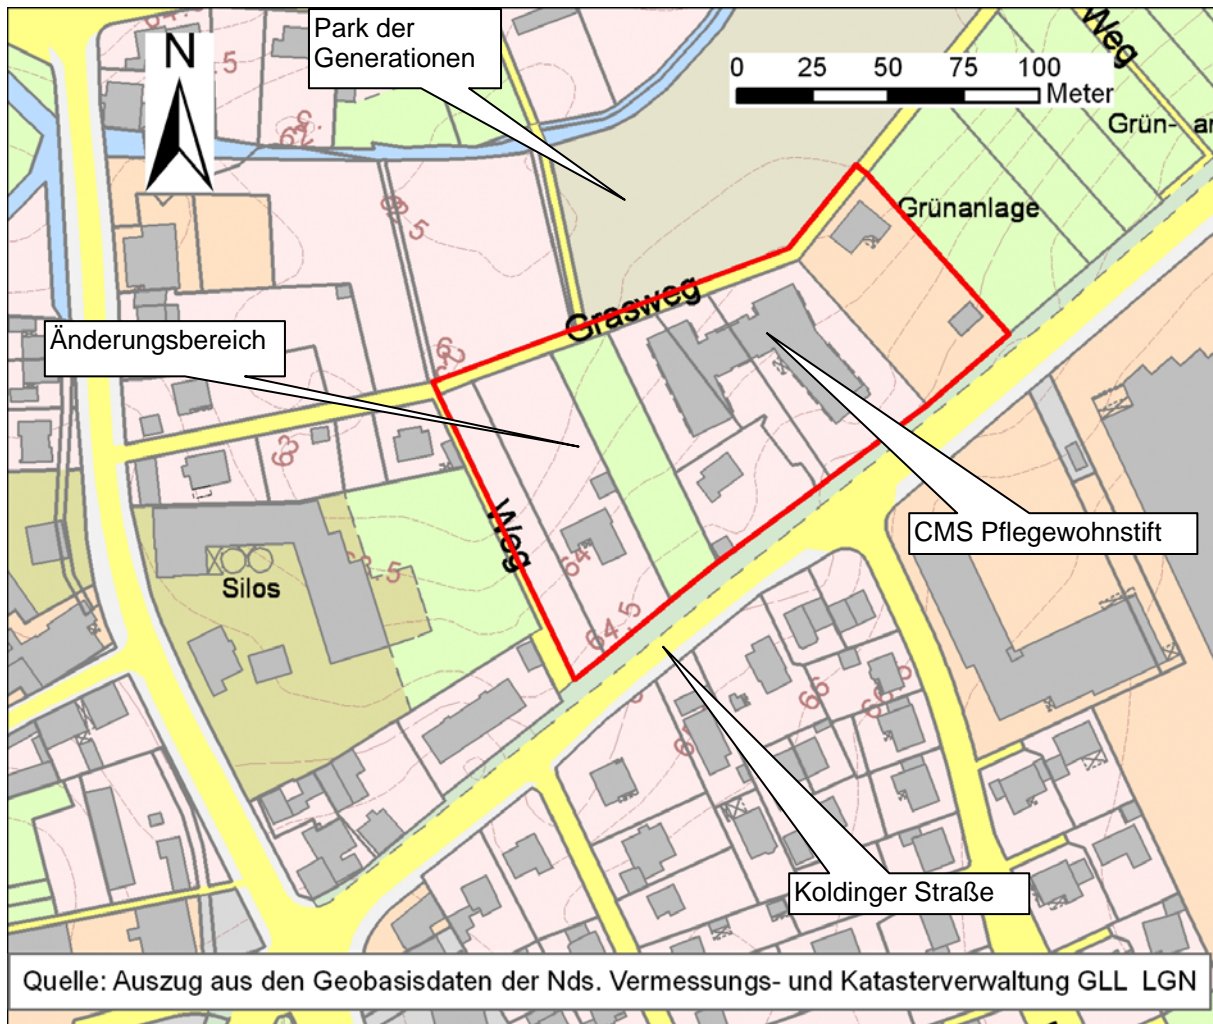 Park der
Generationen
N
0 25 50 75 100
Meter
Weg
Grün-
Grünanlage
Grasweg
Änderungsbereich
63
64
64.5
66
Weg
Silos
CMS Pflegewohnstift
Koldinger Straße
Quelle: Auszug aus den Geobasisdaten der Nds. Vermessungs- und Katasterverwaltung GLL LGN